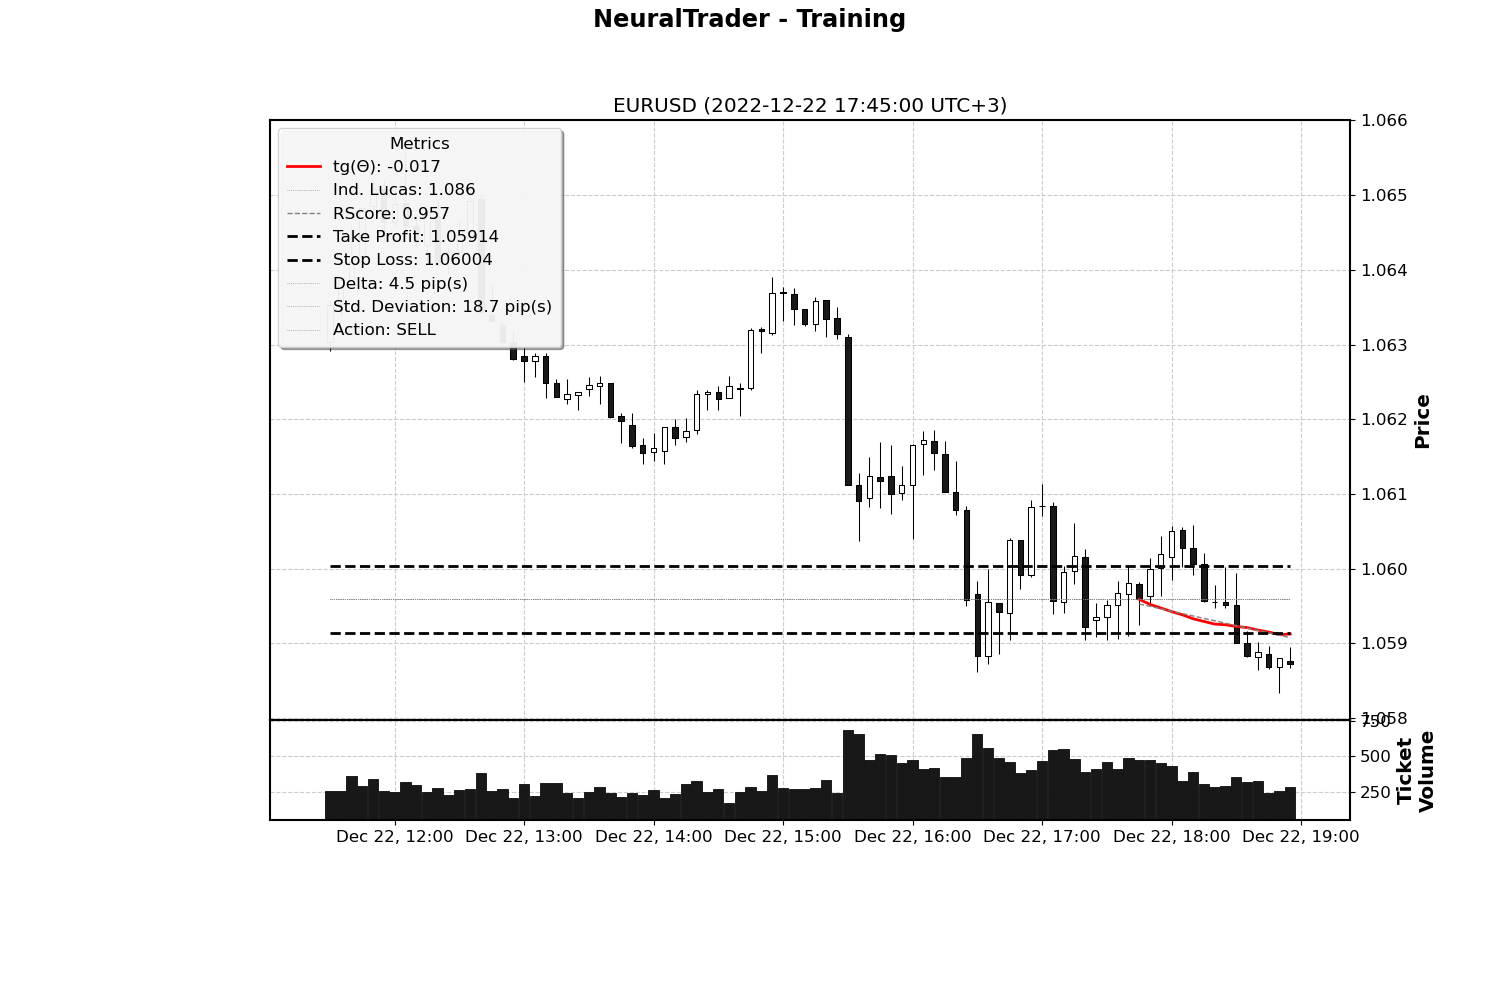 NeuralTrader - Training
EURUSD (2022-12-22 17:45:00 UTC+3)
Metrics
tg(Θ): -0.017
Ind. Lucas: 1.086
RScore: 0.957
Take Profit: 1.05914
Stop Loss: 1.06004
Delta: 4.5 pip(s)
Std. Deviation: 18.7 pip(s)
Action: SELL
1.066
1.065
1.064
1.063
1.062
1.061
1.060
1.059
1.058
Price
750
500
250
Ticket
Volume
Dec 22, 12:00 Dec 22, 13:00 Dec 22, 14:00 Dec 22, 15:00 Dec 22, 16:00 Dec 22, 17:00 Dec 22, 18:00 Dec 22, 19:00